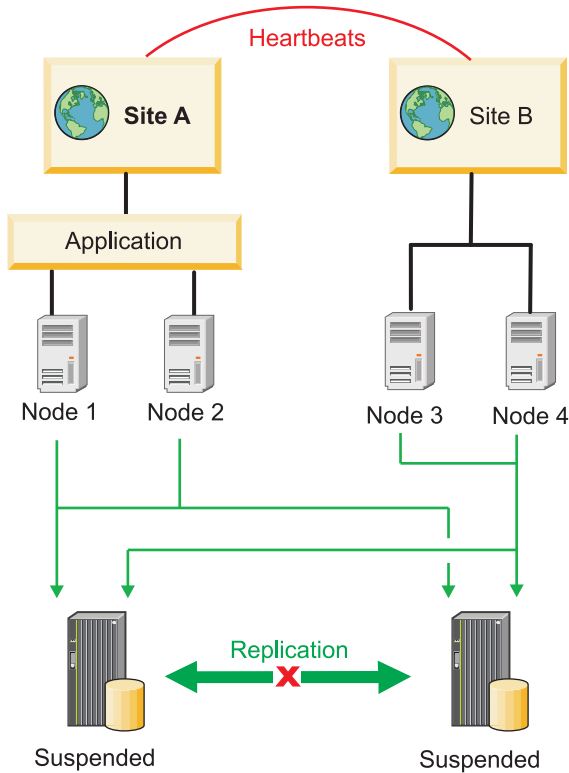 Heartbeats
Site A
Site B
Application
Node 1
Node 2
Node 3
Node 4
Replication
X
Suspended
Suspended